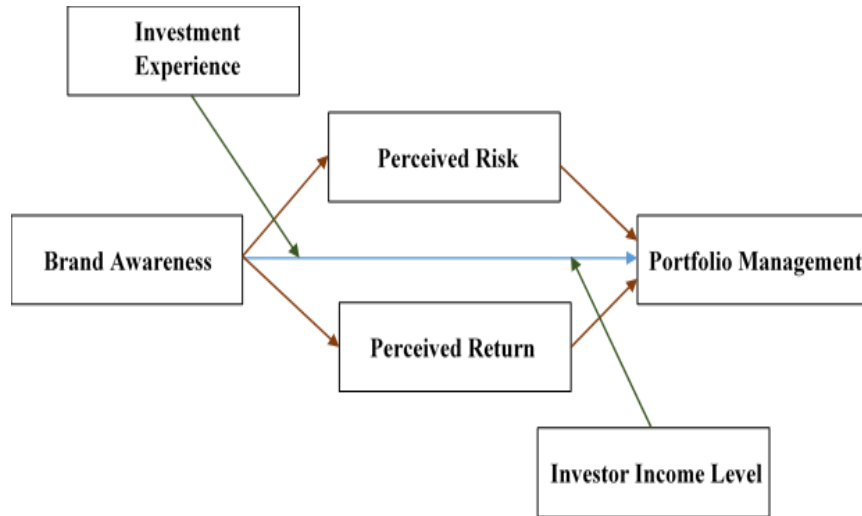 Investment
Experience
Perceived Risk
Brand Awareness
Portfolio Management
Perceived Return
Investor Income Level